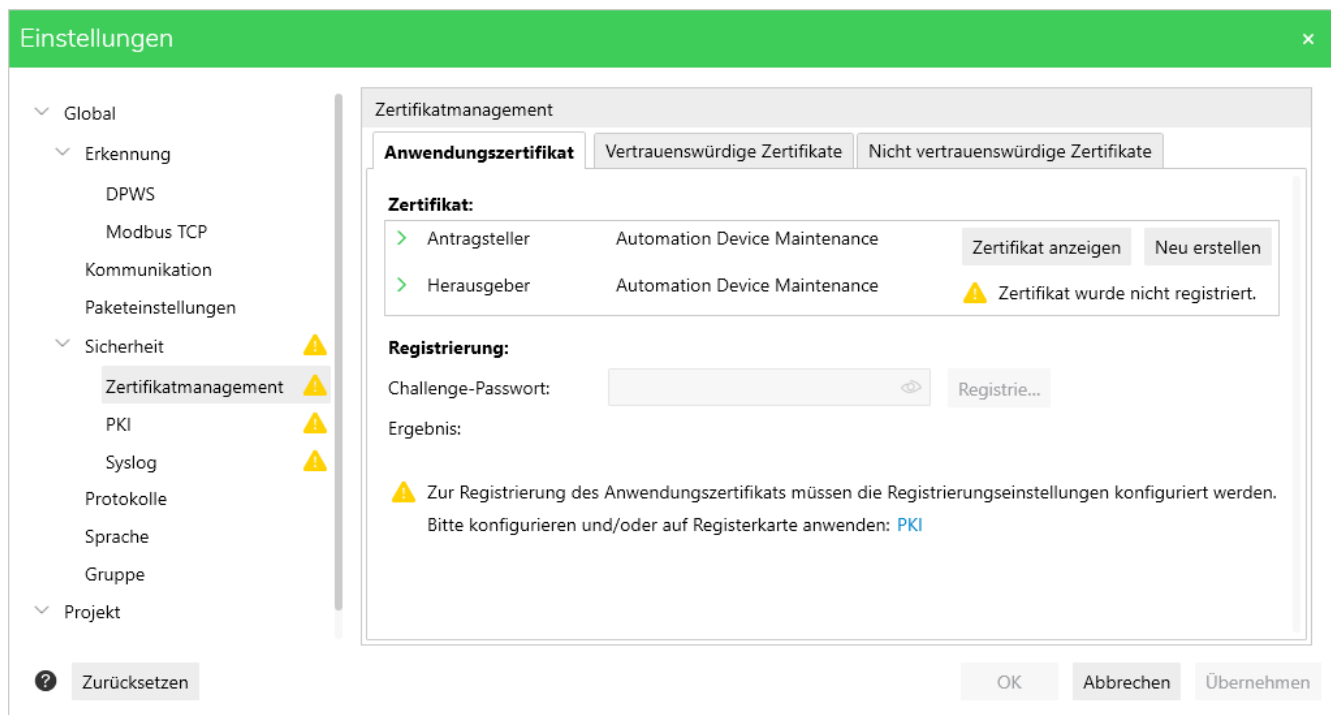 Einstellungen
Global
Erkennung
DPWS
Modbus TCP
Kommunikation
Paketeinstellungen
Sicherheit
Zertifikatmanagement
PKI
Syslog
Protokolle
Sprache
Gruppe
Projekt
Zertifikatmanagement
Anwendungszertifikat Vertrauenswürdige Zertifikate Nicht vertrauenswürdige Zertifikate
Zertifikat:
Antragsteller Automation Device Maintenance Zertifikat anzeigen Neu erstellen
Herausgeber Automation Device Maintenance Zertifikat wurde nicht registriert.
Registrierung:
Challenge-Passwort: Registrie...
Ergebnis:
Zur Registrierung des Anwendungszertifikats müssen die Registrierungseinstellungen konfiguriert werden.
Bitte konfigurieren und/oder auf Registerkarte anwenden: PKI
Zurücksetzen OK Abbrechen Übernehmen